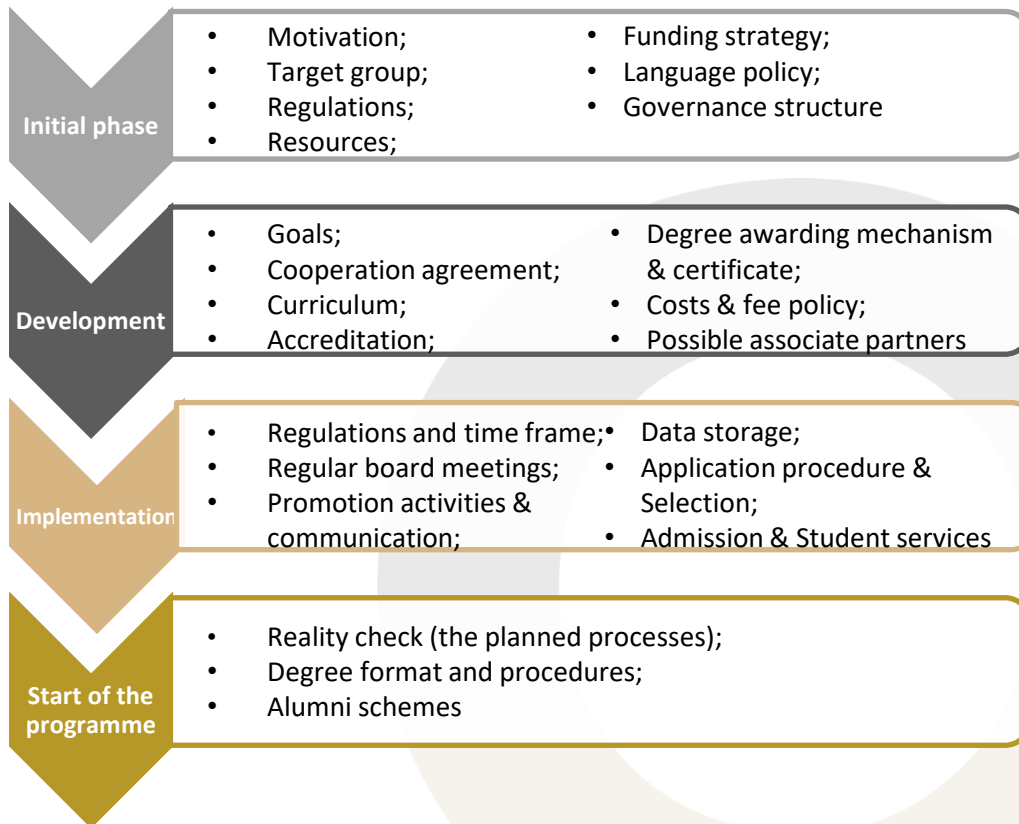 Initial phase
• Motivation;
• Target group;
• Regulations;
• Resources;
• Funding strategy;
• Language policy;
• Governance structure
Development
• Goals;
• Cooperation agreement;
• Curriculum;
• Accreditation;
• Degree awarding mechanism
& certificate;
• Costs & fee policy;
• Possible associate partners
Implementation
• Regulations and time frame;
• Regular board meetings;
• Promotion activities &
communication;
• Data storage;
• Application procedure &
Selection;
• Admission & Student services
Start of the
programme
• Reality check (the planned processes);
• Degree format and procedures;
• Alumni schemes